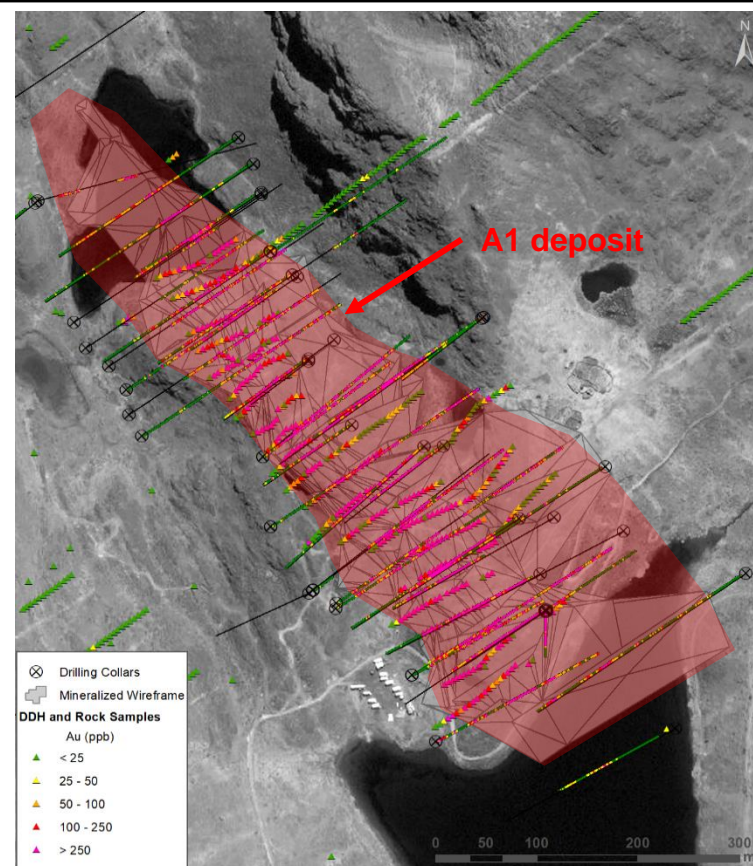 N
A1 deposit
Drilling Collars
Mineralized Wireframe
DDH and Rock Samples
Au (ppb)
< 25
25 - 50
50 - 100
100 - 250
> 250
0 50 100 200 300
m